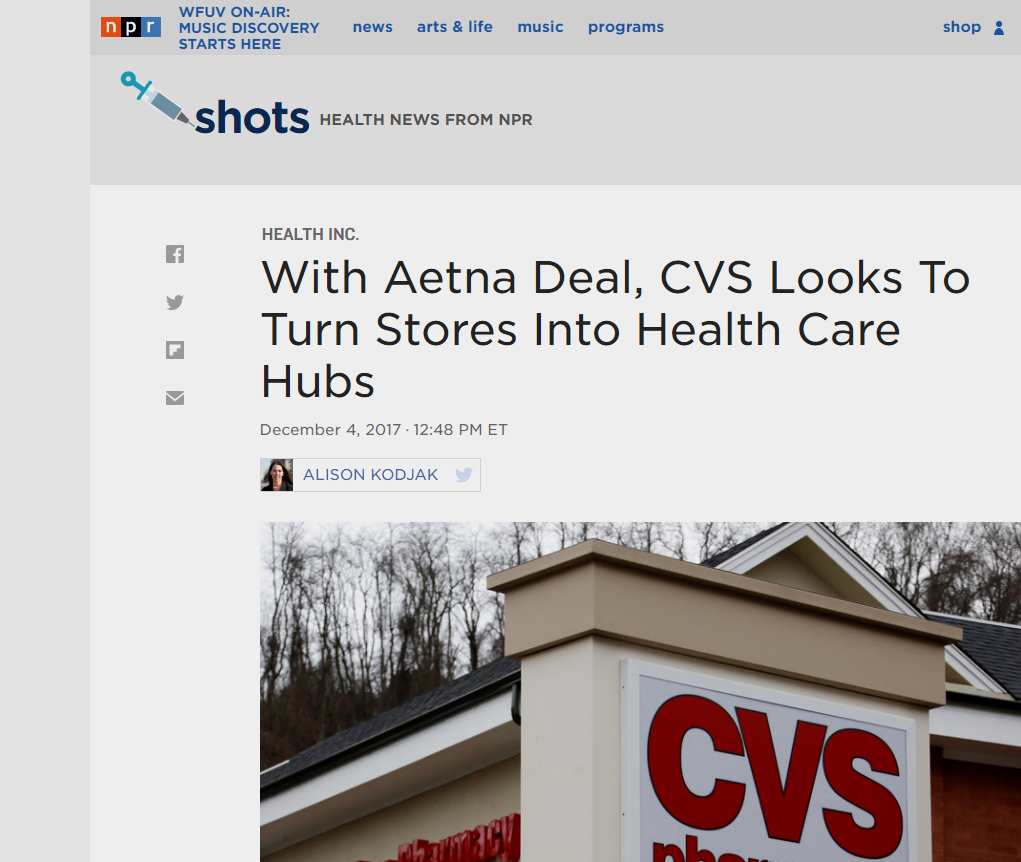 npr
WFUV ON-AIR:
MUSIC DISCOVERY
STARTS HERE
news
arts & life
music
programs
shop
shots
HEALTH NEWS FROM NPR
HEALTH INC.
With Aetna Deal, CVS Looks To
Turn Stores Into Health Care
Hubs
December 4, 2017 · 12:48 PM ET
ALISON KODJAK
CVS
pharmacy